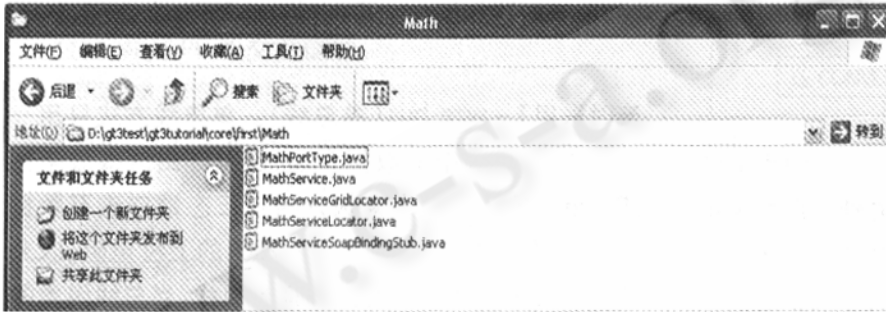 Math
文件(F) 编辑(E) 查看(V) 收藏(A) 工具(T) 帮助(H)
后退 搜索 文件夹
地址(D) D:\gt3test\gt3tutorial\core\first\Math 转到
文件和文件夹任务
创建一个新文件夹
将这个文件夹发布到
Web
共享此文件夹
MathPortType.java
MathService.java
MathServiceGridLocator.java
MathServiceLocator.java
MathServiceSoapBindingStub.java